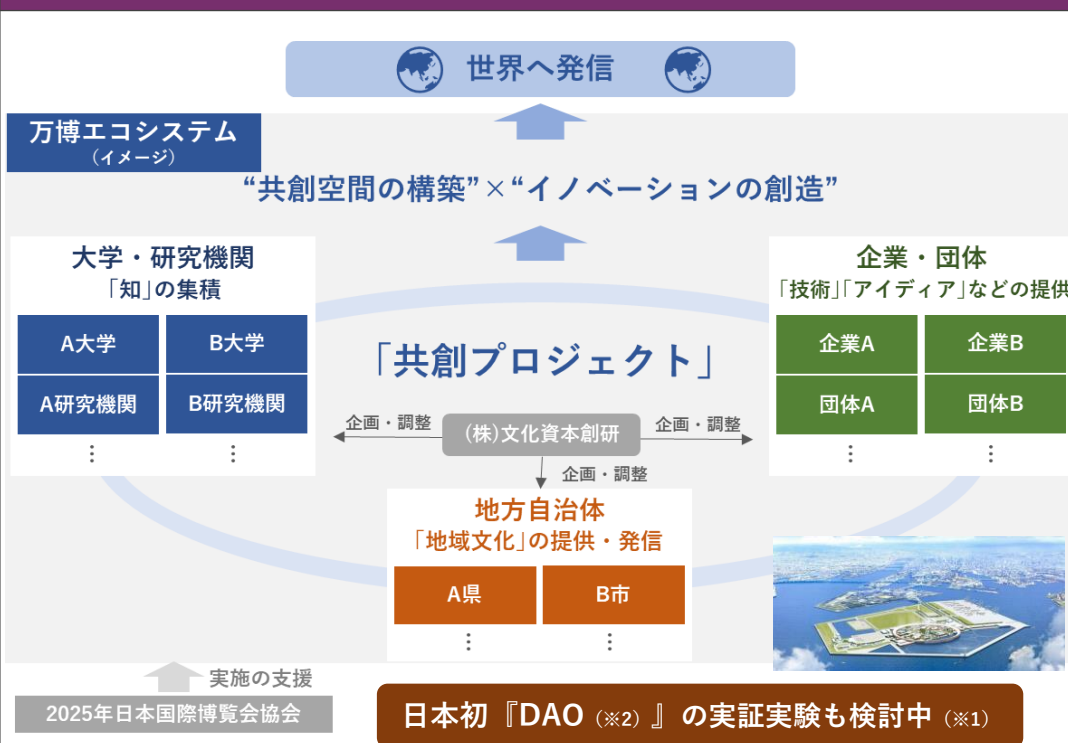 世界へ発信
万博エコシステム
（イメージ）
“共創空間の構築”×“イノベーションの創造”
大学・研究機関
「知」の集積
A大学
B大学
A研究機関
B研究機関
⋮
⋮
企業・団体
「技術」「アイディア」などの提供
企業A
企業B
団体A
団体B
⋮
⋮
「共創プロジェクト」
企画・調整
(株)文化資本創研
企画・調整
企画・調整
地方自治体
「地域文化」の提供・発信
A県
B市
⋮
⋮
実施の支援
2025年日本国際博覧会協会
日本初『DAO（※2）』の実証実験も検討中（※1）